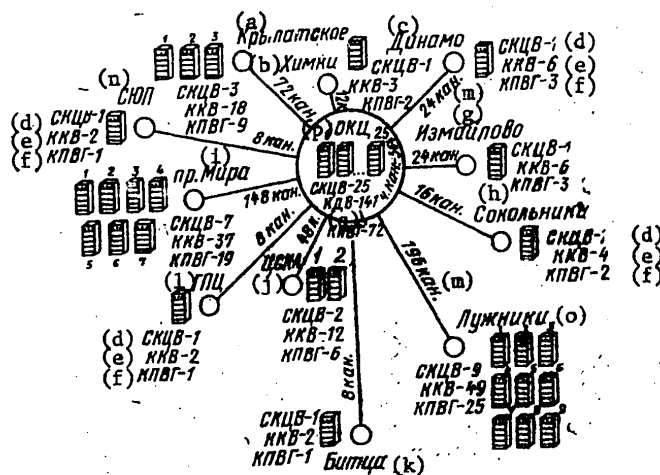 (a)
Крылатское
1 2 3
(b)
Химки
72 кан.
СКЦВ-3
ККВ-18
КПВГ-9
(c)
Динамо
СКЦВ-1
ККВ-3
КПВГ-2
24 кан.
(m)
СКЦВ-1 (d)
ККВ-6 (e)
КПВГ-3 (f)
(n)
СЮП
(d) СКЦВ-1
(e) ККВ-2
(f) КПВГ-1
8 кан.
(p) ОКЦ
СКЦВ-25
КДВ-141
КПВГ-72
(g)
Измайлово
24 кан.
СКЦВ-1
ККВ-6
КПВГ-3
(h)
Сокольники
16 кан.
СКЦВ-1 (d)
ККВ-4 (e)
КПВГ-2 (f)
(i)
пр. Мира
1 2 3 4
5 6 7
148 кан.
СКЦВ-7
ККВ-37
КПВГ-19
8 кан.
(l) ГПЦ
(d) СКЦВ-1
(e) ККВ-2
(f) КПВГ-1
48 к.
(j)
ЦСКА
1 2
СКЦВ-2
ККВ-12
КПВГ-6
196 кан.
(m)
Лужники (o)
СКЦВ-9
ККВ-49
КПВГ-25
8 кан.
СКЦВ-1
ККВ-2
КПВГ-1
Битца (k)